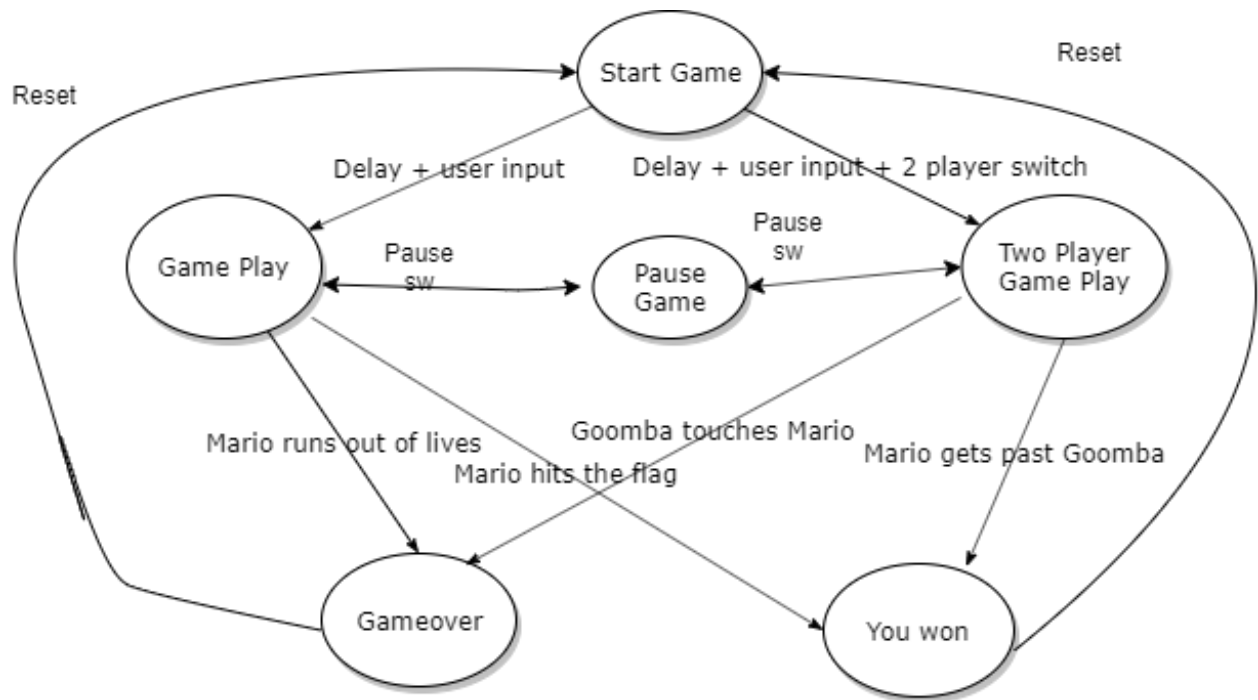 Start Game
Reset
Reset
Delay + user input
Delay + user input + 2 player switch
Game Play
Pause
sw
Pause
Game
Pause
sw
Two Player
Game Play
Mario runs out of lives
Goomba touches Mario
Mario hits the flag
Mario gets past Goomba
Gameover
You won